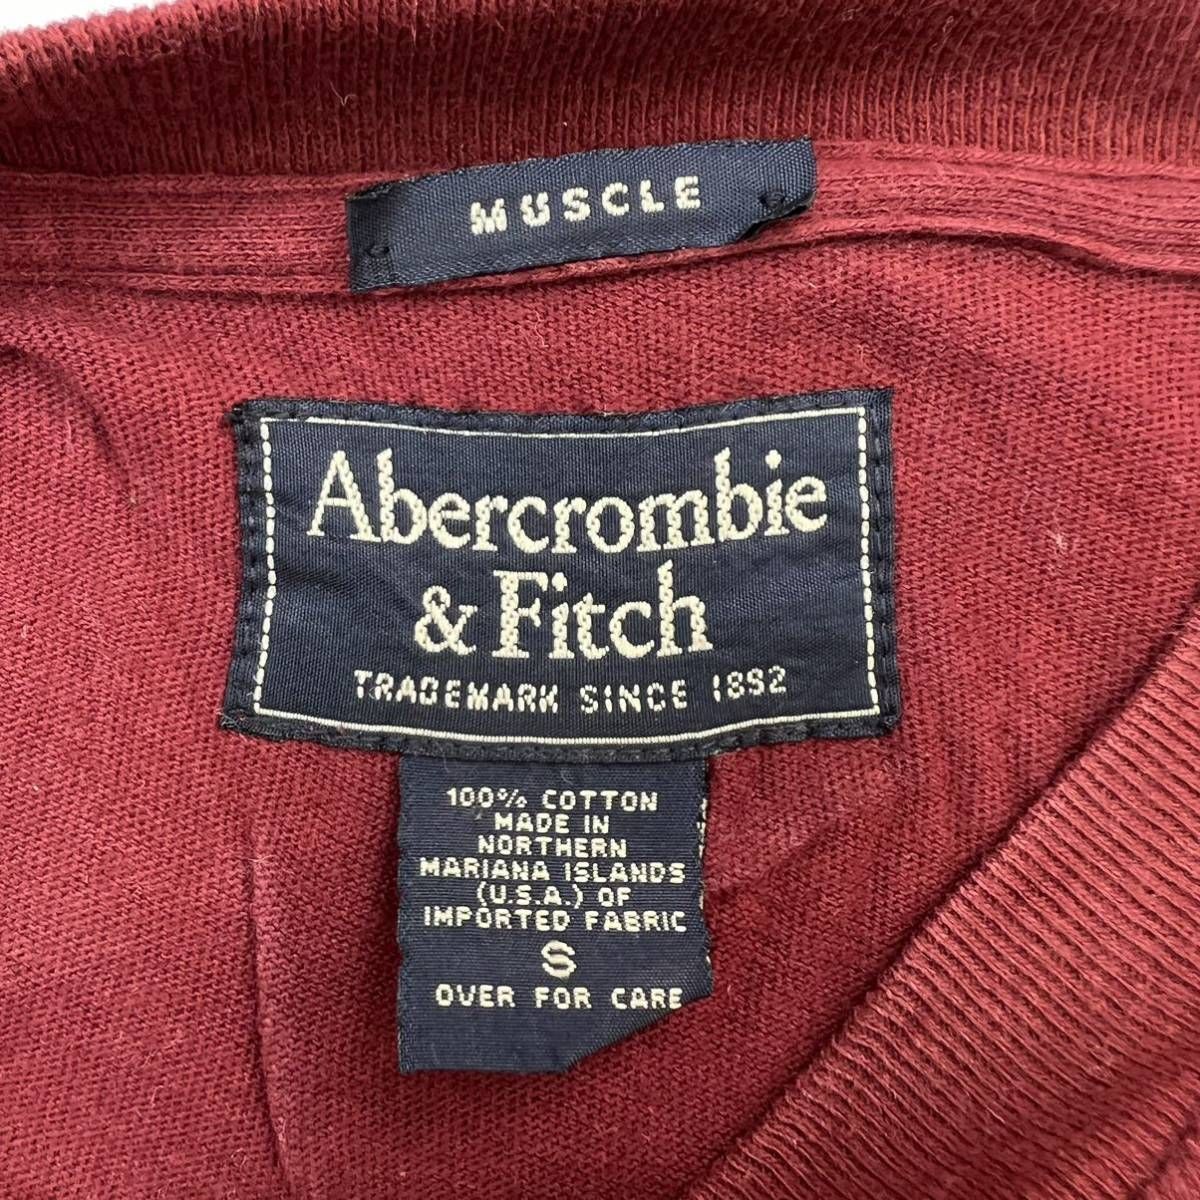 MUSCLE
Abercrombie
& Fitch
TRADEMARK SINCE 1892
100% COTTON
MADE IN
NORTHERN
MARIANA ISLANDS
(U.S.A.) OF
IMPORTED FABRIC
S
OVER FOR CARE